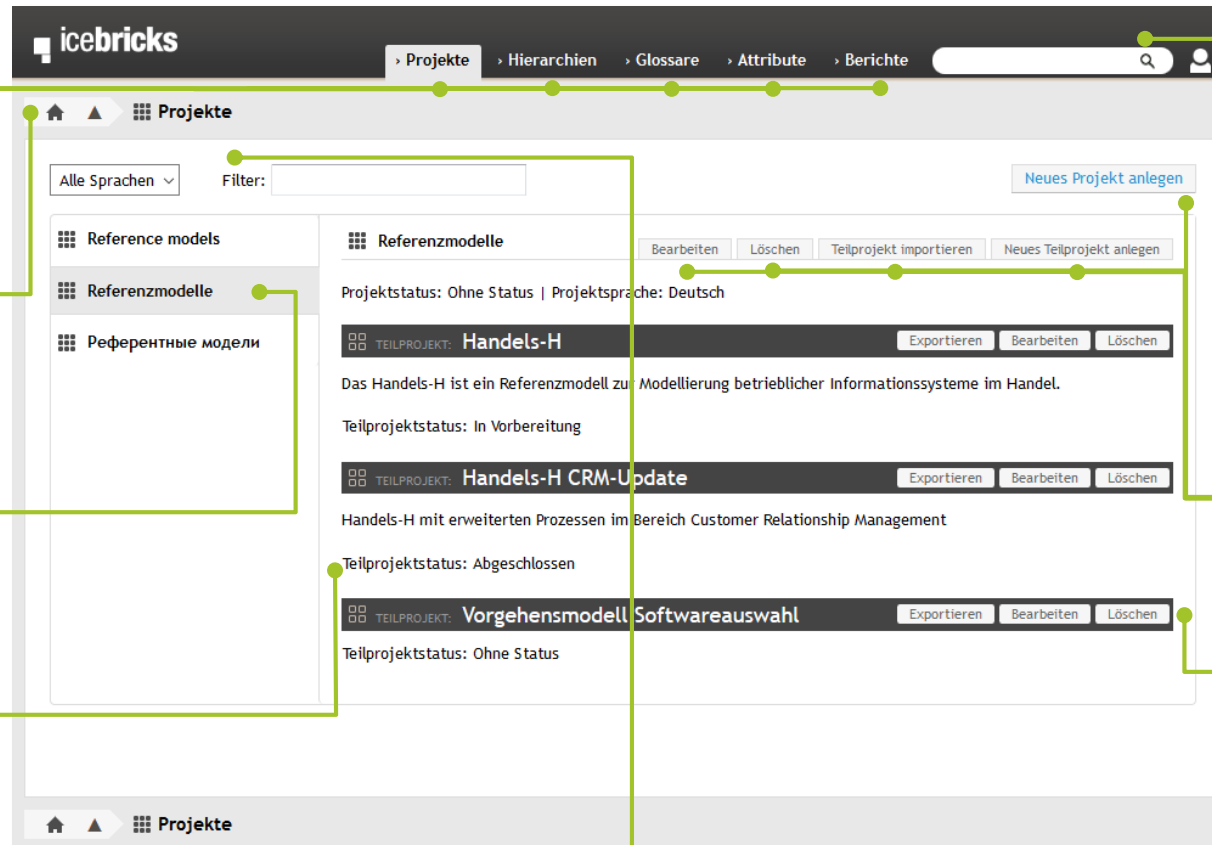 icebricks
› Projekte › Hierarchien › Glossare › Attribute › Berichte
Projekte
Alle Sprachen Filter: Neues Projekt anlegen
Reference models
Referenzmodelle
Референтные модели
Referenzmodelle Bearbeiten Löschen Teilprojekt importieren Neues Teilprojekt anlegen
Projektstatus: Ohne Status | Projektsprache: Deutsch
TEILPROJEKT: Handels-H Exportieren Bearbeiten Löschen
Das Handels-H ist ein Referenzmodell zur Modellierung betrieblicher Informationssysteme im Handel.
Teilprojektstatus: In Vorbereitung
TEILPROJEKT: Handels-H CRM-Update Exportieren Bearbeiten Löschen
Handels-H mit erweiterten Prozessen im Bereich Customer Relationship Management
Teilprojektstatus: Abgeschlossen
TEILPROJEKT: Vorgehensmodell Softwareauswahl Exportieren Bearbeiten Löschen
Teilprojektstatus: Ohne Status
Projekte